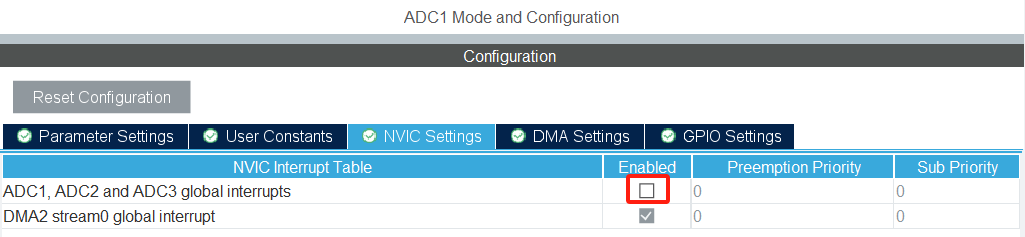 ADC1 Mode and Configuration
Configuration
Reset Configuration
Parameter Settings User Constants NVIC Settings DMA Settings GPIO Settings
NVIC Interrupt Table Enabled Preemption Priority Sub Priority
ADC1, ADC2 and ADC3 global interrupts 0 0
DMA2 stream0 global interrupt 0 0